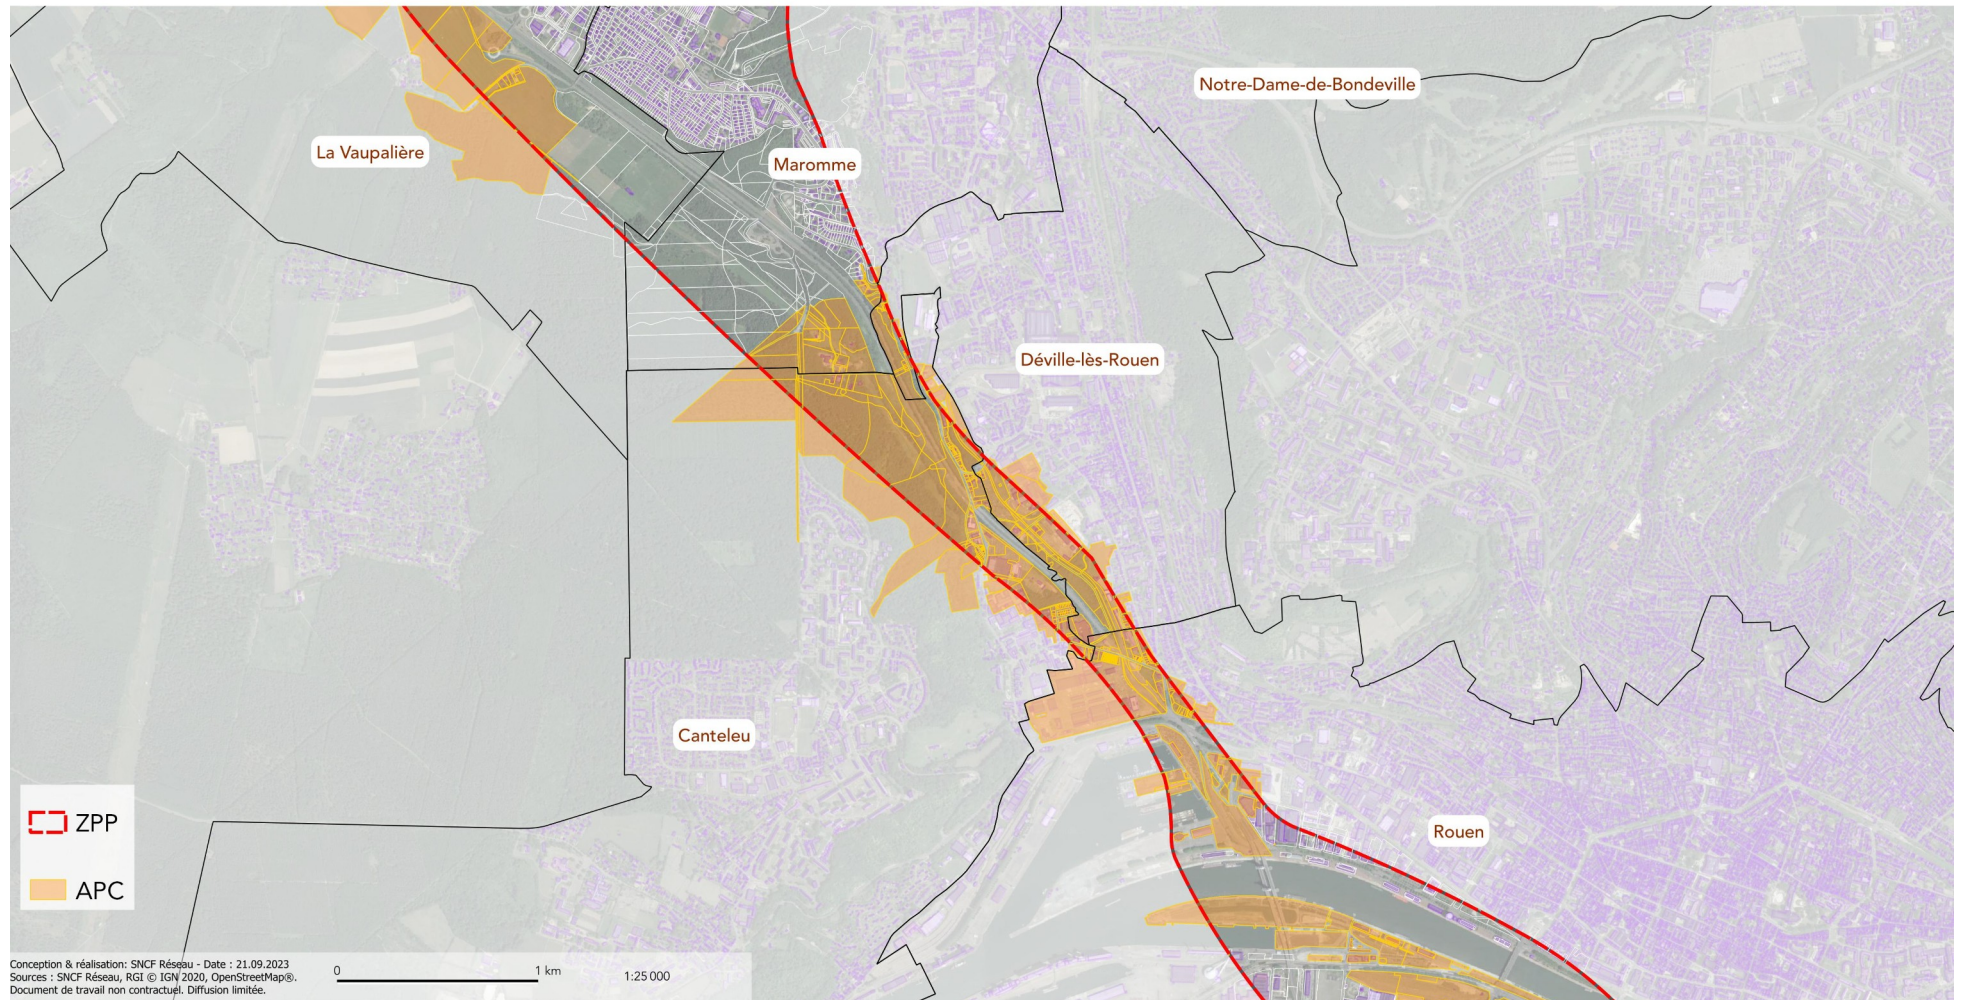 Notre-Dame-de-Bondeville
La Vaupalière
Maromme
Déville-lès-Rouen
Canteleu
Rouen
ZPP
APC
Conception & réalisation: SNCF Réseau - Date : 21.09.2023
Sources : SNCF Réseau, RGI © IGN 2020, OpenStreetMap®.
Document de travail non contractuel. Diffusion limitée.
0 1 km
1:25 000